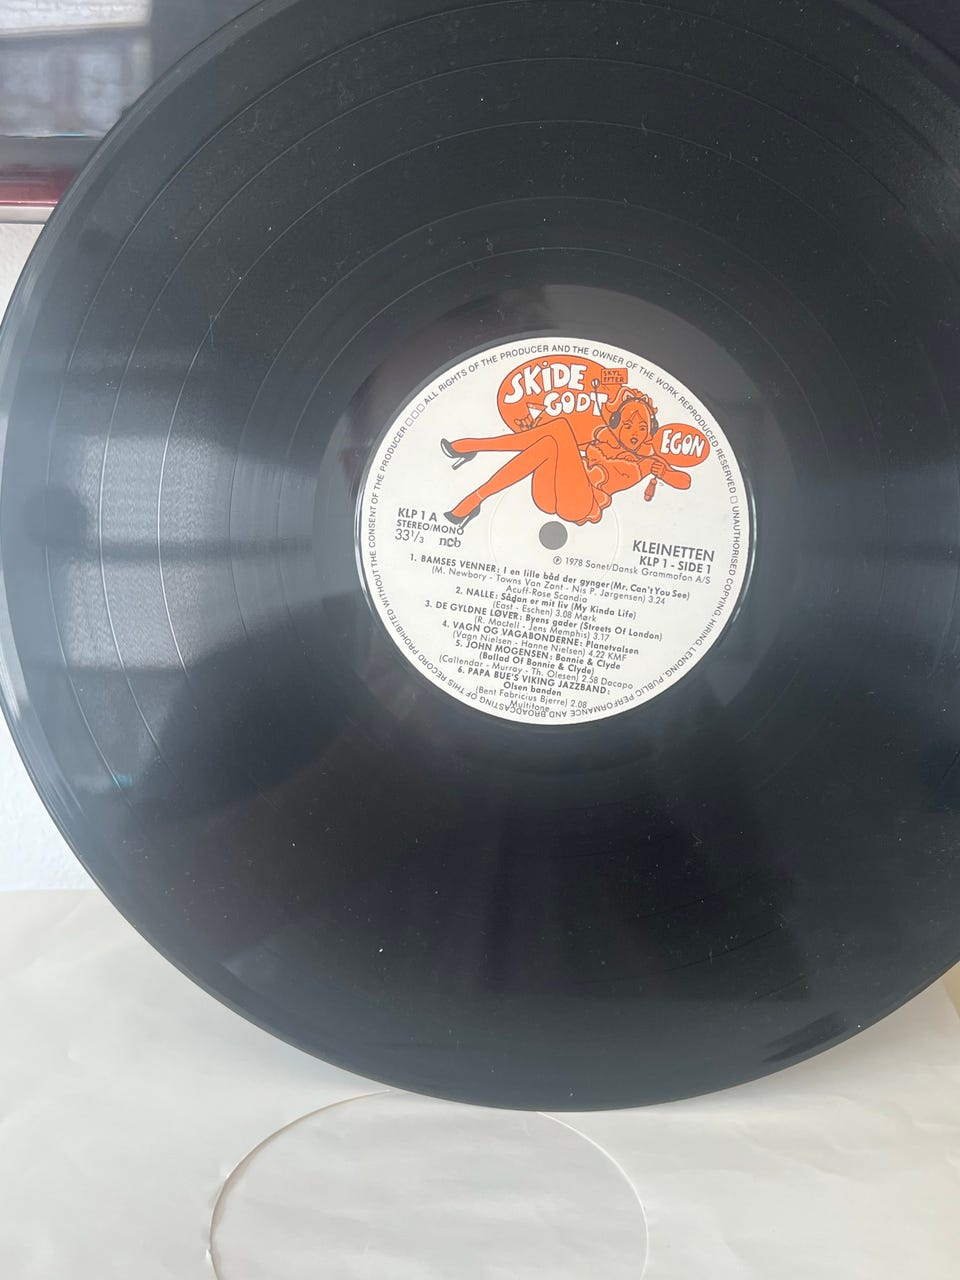 ALL RIGHTS OF THE PRODUCER AND THE OWNER OF THE WORK REPRODUCED RESERVED □ UNAUTHORISED COPYING, HIRING, LENDING, PUBLIC PERFORMANCE AND BROADCASTING OF THIS RECORD PROHIBITED WITHOUT THE CONSENT OF THE PRODUCER □□□
SKIDE
GODT
SKYL
EFTER
EGON
KLP 1 A
STEREO/MONO
33 1/3 ncb
KLEINETTEN
KLP 1 - SIDE 1
℗ 1978 Sonet/Dansk Grammofon A/S
1. BAMSES VENNER: I en lille båd der gynger (Mr. Can't You See)
(M. Newbory - Towns Van Zant - Nis P. Jørgensen) 3.24
Acuff-Rose Scandia
2. NALLE: Sådan er mit liv (My Kinda Life)
(East - Eschen) 3.08 Mørk
3. DE GYLDNE LØVER: Byens gader (Streets Of London)
(R. Mactell - Jens Memphis) 3.17
4. VAGN OG VAGABONDERNE: Planetvalsen
(Vagn Nielsen - Hanne Nielsen) 4.22 KMF
5. JOHN MOGENSEN: Bonnie & Clyde
(Ballad Of Bonnie & Clyde)
(Callendar - Murray - Th. Olesen) 2.58 Dacapo
6. PAPA BUE'S VIKING JAZZBAND:
Olsen banden
(Bent Fabricius Bjerre) 2.08
Multitone